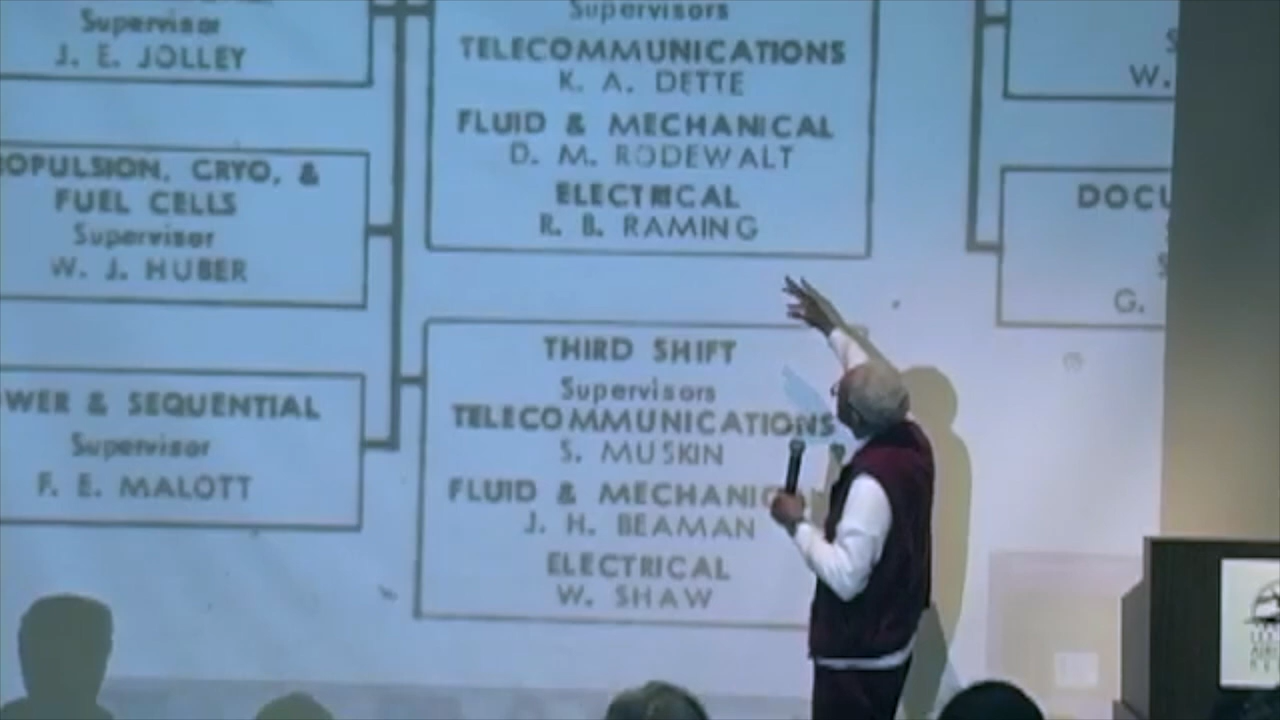 Supervisor
J. E. JOLLEY
OPULSION, CRYO, &
FUEL CELLS
Supervisor
W. J. HUBER
WER & SEQUENTIAL
Supervisor
F. E. MALOTT
Supervisors
TELECOMMUNICATIONS
K. A. DETTE
FLUID & MECHANICAL
D. M. RODEWALT
ELECTRICAL
R. B. RAMING
THIRD SHIFT
Supervisors
TELECOMMUNICATIONS
S. MUSKIN
FLUID & MECHANIC
J. H. BEAMAN
ELECTRICAL
W. SHAW
S
W.
DOCU
S
G.